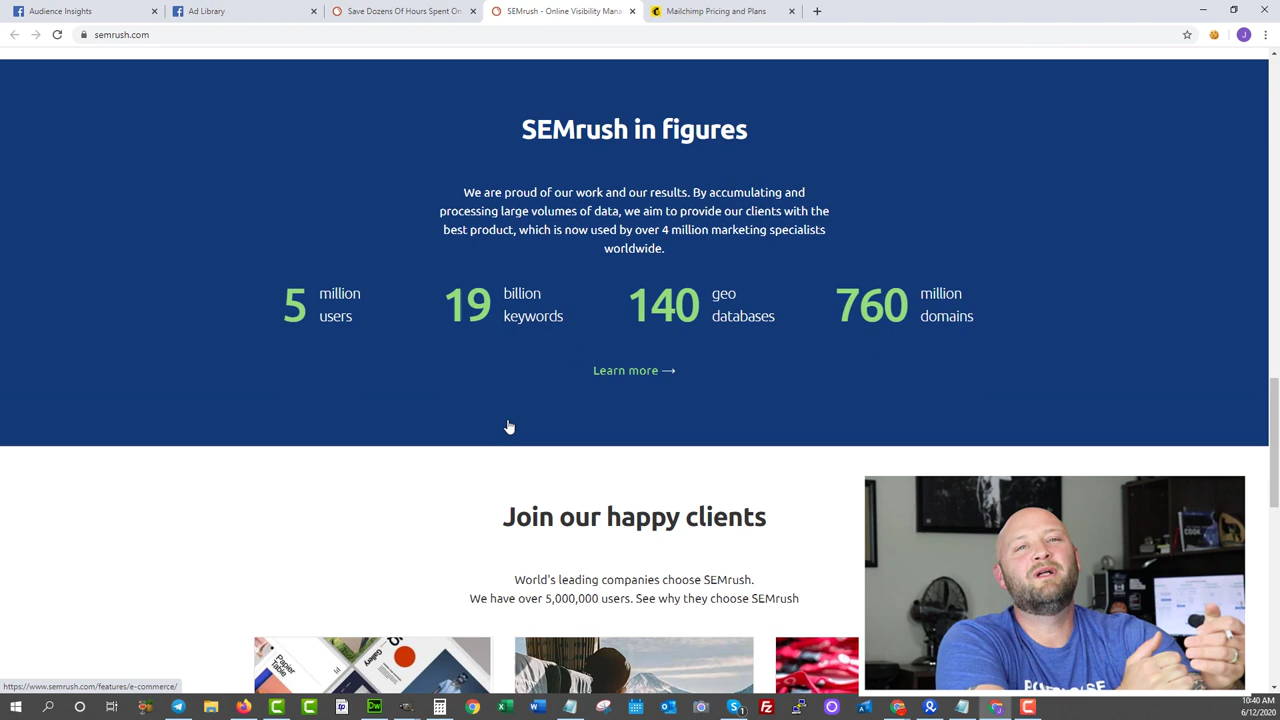 Audience Insights
Ad Library
Save Dozens Of Hours Spent On
SEMrush - Online Visibility Mana
Mailchimp Pricing and Plans
semrush.com
J
SEMrush in figures
We are proud of our work and our results. By accumulating and
processing large volumes of data, we aim to provide our clients with the
best product, which is now used by over 4 million marketing specialists
worldwide.
5 million users
19 billion keywords
140 geo databases
760 million domains
Learn more →
Join our happy clients
World's leading companies choose SEMrush.
We have over 5,000,000 users. See why they choose SEMrush
Paper
Table
Gallery
COOK
https://www.semrush.com/features/e-commerce/
10:40 AM
6/12/2020